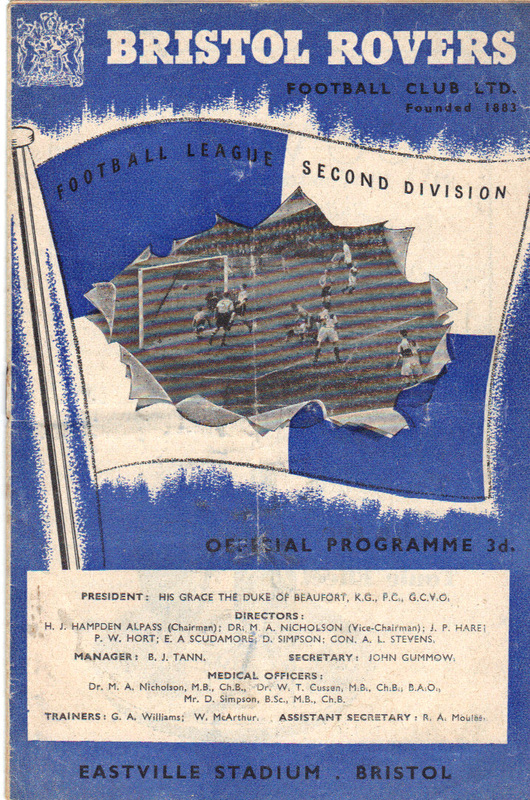 BRISTOL ROVERS
FOOTBALL CLUB LTD.
Founded 1883
FOOTBALL LEAGUE SECOND DIVISION
OFFICIAL PROGRAMME 3d.
PRESIDENT: HIS GRACE THE DUKE OF BEAUFORT, K.G., P.C., G.C.V.O.
DIRECTORS:
H. J. HAMPDEN ALPASS (Chairman); DR. M. A. NICHOLSON (Vice-Chairman); J. P. HARE;
P. W. HORT; E. A SCUDAMORE, D. SIMPSON; CON. A. L. STEVENS.
MANAGER: B. J. TANN. SECRETARY: JOHN GUMMOW.
MEDICAL OFFICERS:
Dr. M. A. Nicholson, M.B., Ch.B., Dr. W. T. Cussen, M.B., Ch.B., B.A.O.,
Mr. D. Simpson, B.Sc., M.B., Ch.B.
TRAINERS: G. A. Williams; W. McArthur. ASSISTANT SECRETARY: R. A. Moules.
EASTVILLE STADIUM . BRISTOL